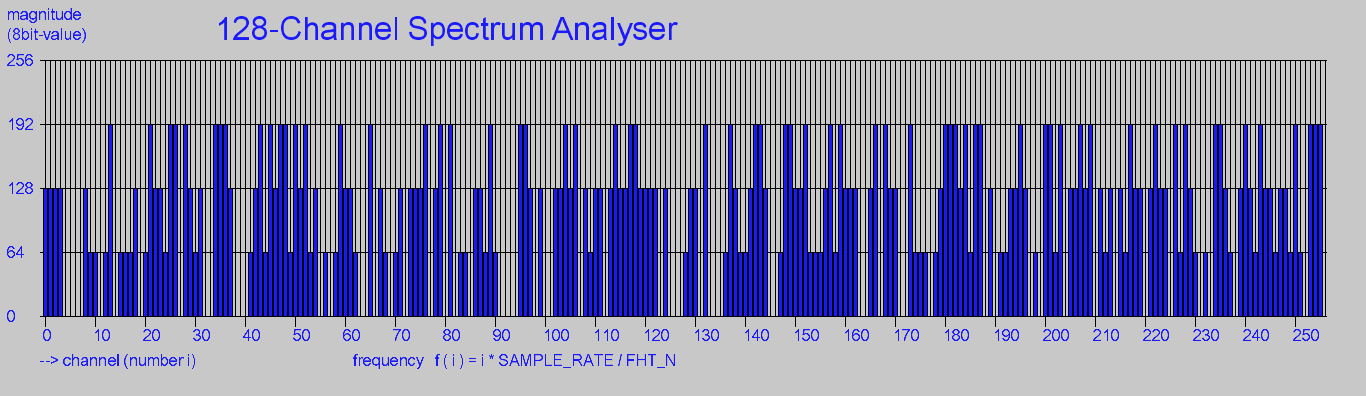 magnitude
(8bit-value)
128-Channel Spectrum Analyser
256
192
128
64
0
0 10 20 30 40 50 60 70 80 90 100 110 120 130 140 150 160 170 180 190 200 210 220 230 240 250
--> channel (number i) frequency f ( i ) = i * SAMPLE_RATE / FHT_N